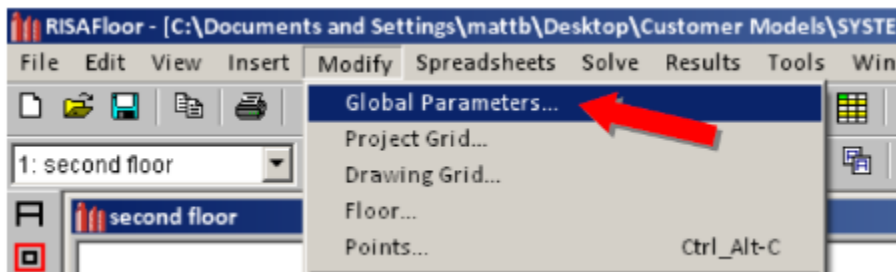 RISAFloor - [C:\Documents and Settings\mattb\Desktop\Customer Models\SYSTE
File Edit View Insert Modify Spreadsheets Solve Results Tools Win
Global Parameters...
Project Grid...
1: second floor
Drawing Grid...
second floor
Floor...
Points... Ctrl_Alt-C